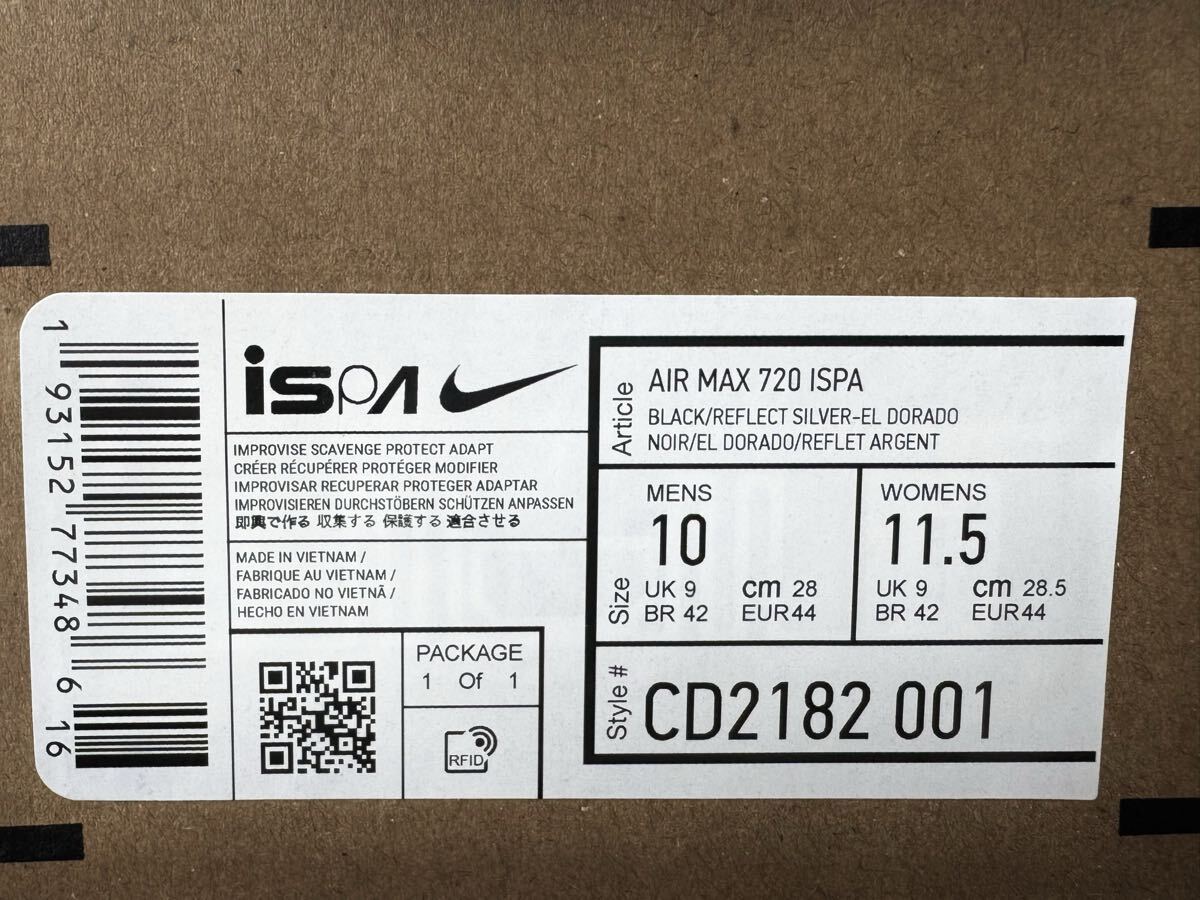 1 93152 77348 6 16
ispa
IMPROVISE SCAVENGE PROTECT ADAPT
CRÉER RÉCUPÉRER PROTÉGER MODIFIER
IMPROVISAR RECUPERAR PROTEGER ADAPTAR
IMPROVISIEREN DURCHSTÖBERN SCHÜTZEN ANPASSEN
即興で作る 収集する 保護する 適合させる
MADE IN VIETNAM /
FABRIQUE AU VIETNAM /
FABRICADO NO VIETNÃ /
HECHO EN VIETNAM
PACKAGE
1 Of 1
RFID
Article
AIR MAX 720 ISPA
BLACK/REFLECT SILVER-EL DORADO
NOIR/EL DORADO/REFLET ARGENT
Size
MENS
10
UK 9 cm 28
BR 42 EUR44
WOMENS
11.5
UK 9 cm 28.5
BR 42 EUR44
Style #
CD2182 001